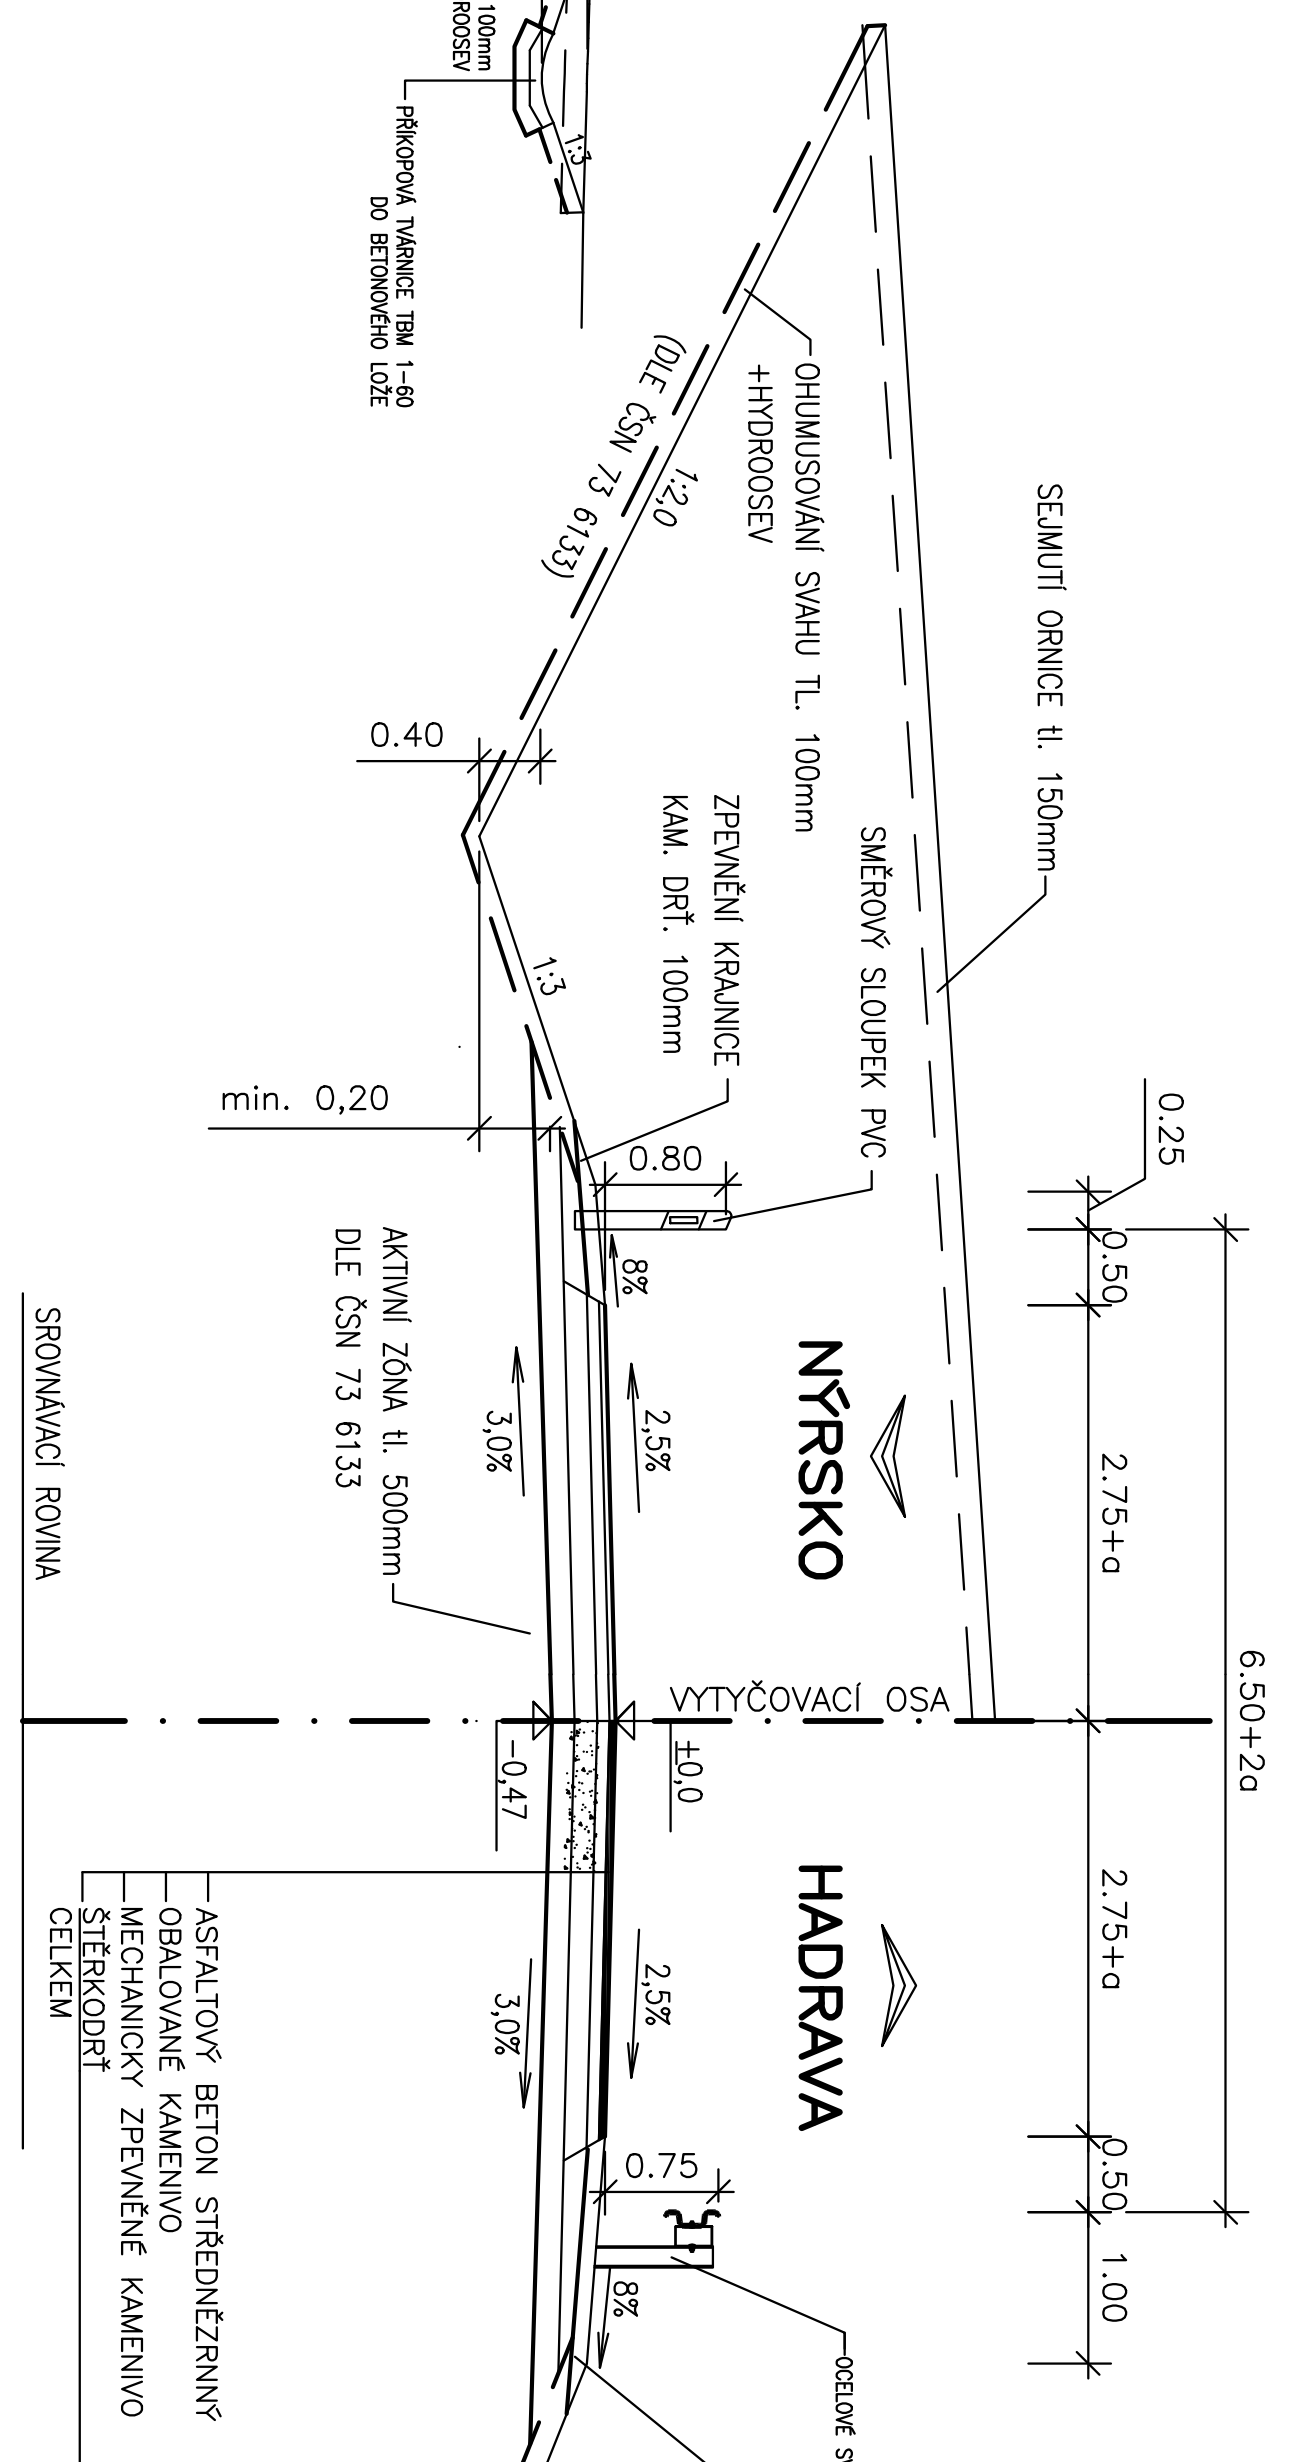 6.50+2a
0.25
0.50
2.75+a
2.75+a
0.50
1.00
SEJMUTÍ ORNICE tl. 150mm
SMĚROVÝ SLOUPEK PVC
OHUMUSOVÁNÍ SVAHU TL. 100mm
+HYDROOSEV
NÝRSKO
HADRAVA
VYTYČOVACÍ OSA
ZPEVNĚNÍ KRAJNICE
KAM. DRŤ. 100mm
1:2,0
(DLE ČSN 73 6133)
0.80
0.75
8%
2,5%
2,5%
8%
±0,0
1:3
1:3
3,0%
3,0%
-0,47
0.40
min. 0,20
100mm
PŘÍKOPOVÁ TVÁRNICE TBM 1-60
DO BETONOVÉHO LOŽE
AKTIVNÍ ZÓNA tl. 500mm
DLE ČSN 73 6133
OCELOVÉ
ASFALTOVÝ BETON STŘEDNĚZRNNÝ
OBALOVANÉ KAMENIVO
MECHANICKY ZPEVNĚNÉ KAMENIVO
ŠTĚRKODRŤ
CELKEM
SROVNÁVACÍ ROVINA